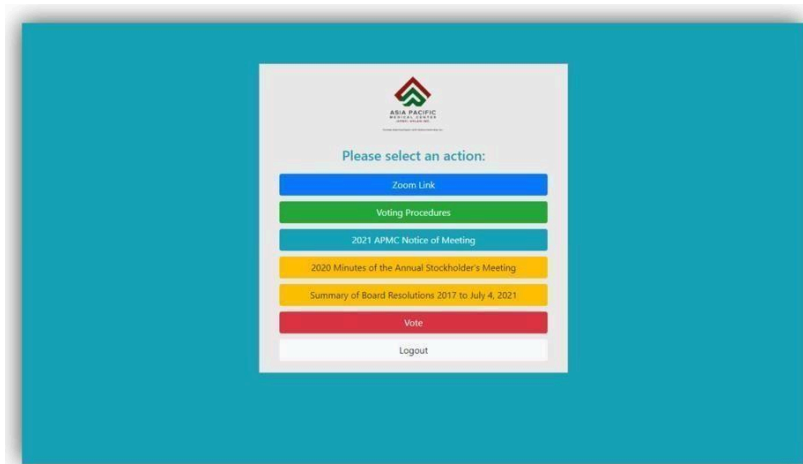 ASIA PACIFIC
MEDICAL CENTER
Please select an action:
Zoom Link
Voting Procedures
2021 APMC Notice of Meeting
2020 Minutes of the Annual Stockholder's Meeting
Summary of Board Resolutions 2017 to July 4, 2021
Vote
Logout